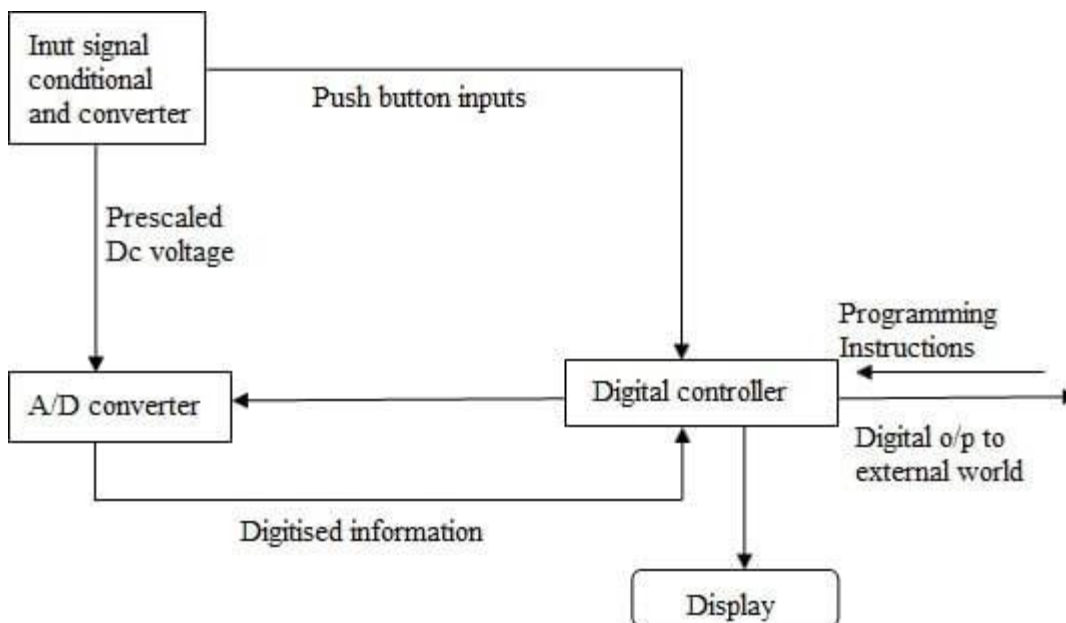 Inut signal
conditional
and converter
Push button inputs
Prescaled
Dc voltage
Programming
Instructions
A/D converter
Digital controller
Digital o/p to
external world
Digitised information
Display